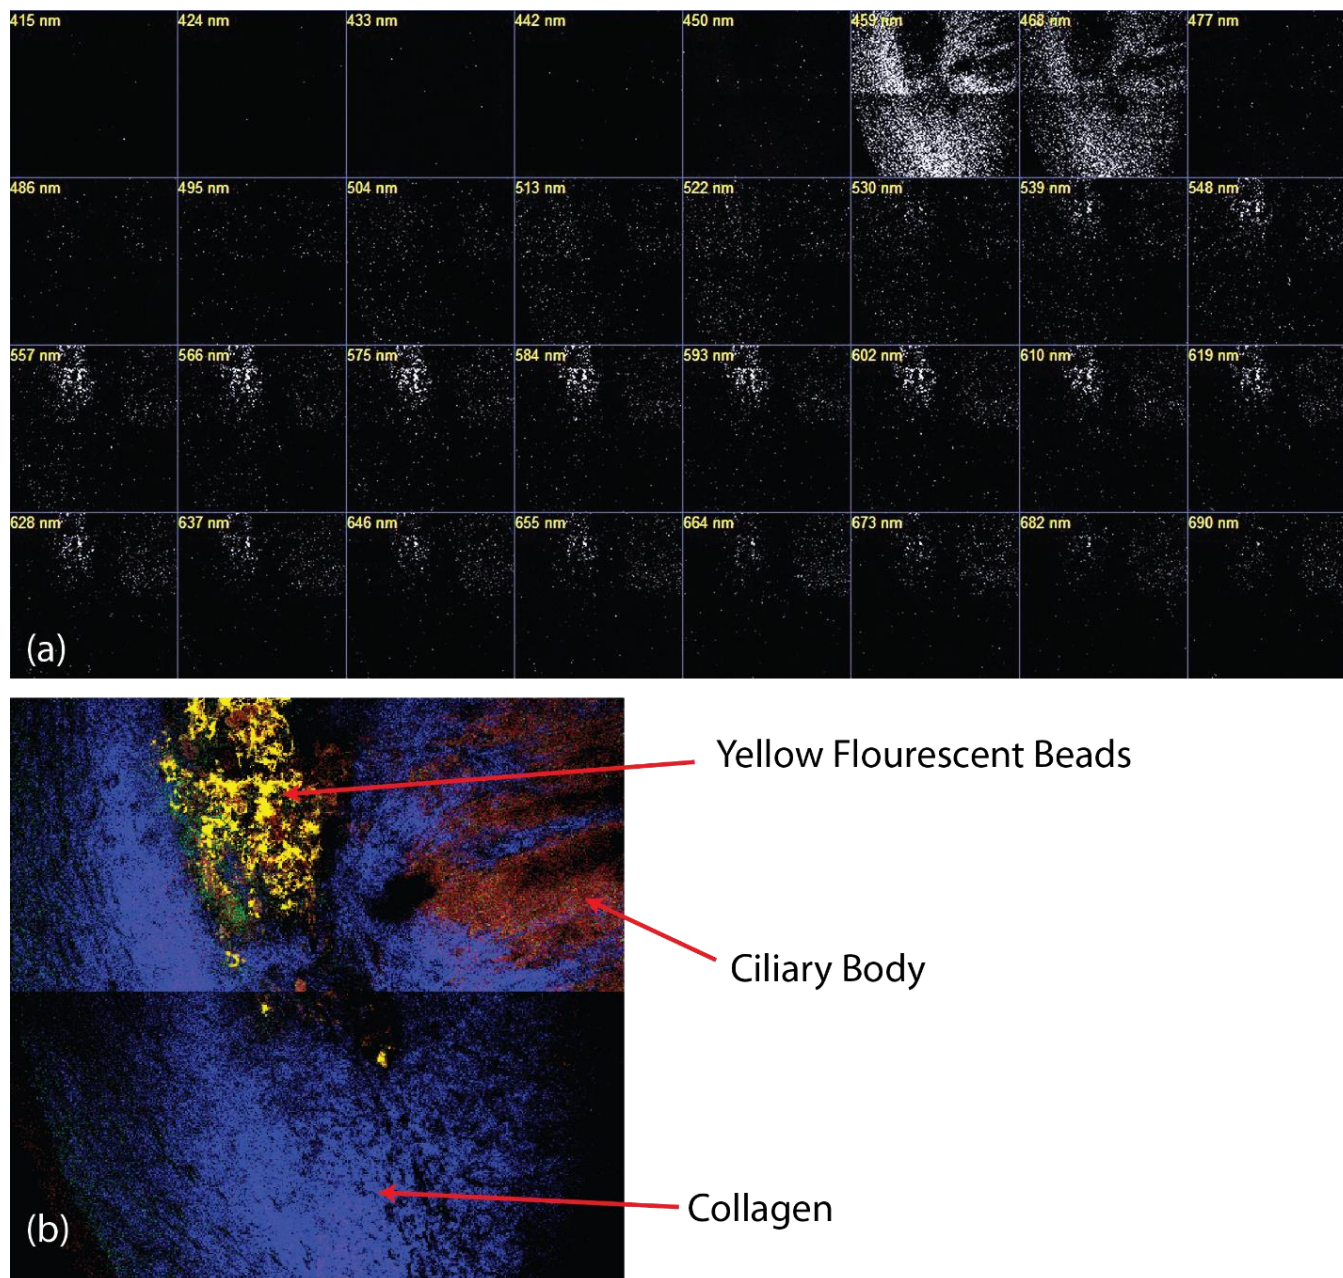 415 nm 424 nm 433 nm 442 nm 450 nm 459 nm 468 nm 477 nm
486 nm 495 nm 504 nm 513 nm 522 nm 530 nm 539 nm 548 nm
557 nm 566 nm 575 nm 584 nm 593 nm 602 nm 610 nm 619 nm
628 nm 637 nm 646 nm 655 nm 664 nm 673 nm 682 nm 690 nm
(a)
Yellow Flourescent Beads
Ciliary Body
Collagen
(b)